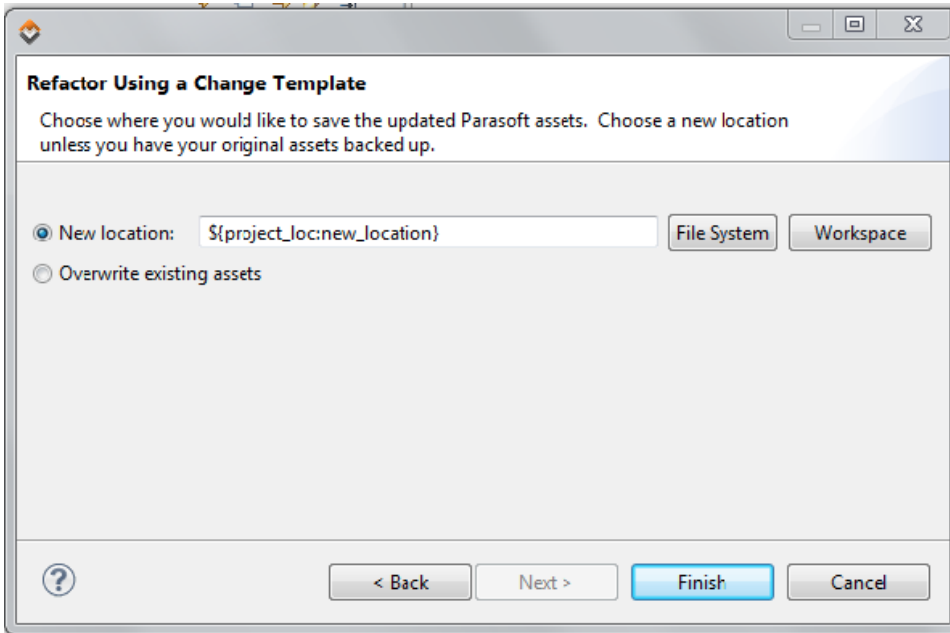 Refactor Using a Change Template
Choose where you would like to save the updated Parasoft assets. Choose a new location
unless you have your original assets backed up.
New location: ${project_loc:new_location} File System Workspace
Overwrite existing assets
? < Back Next > Finish Cancel